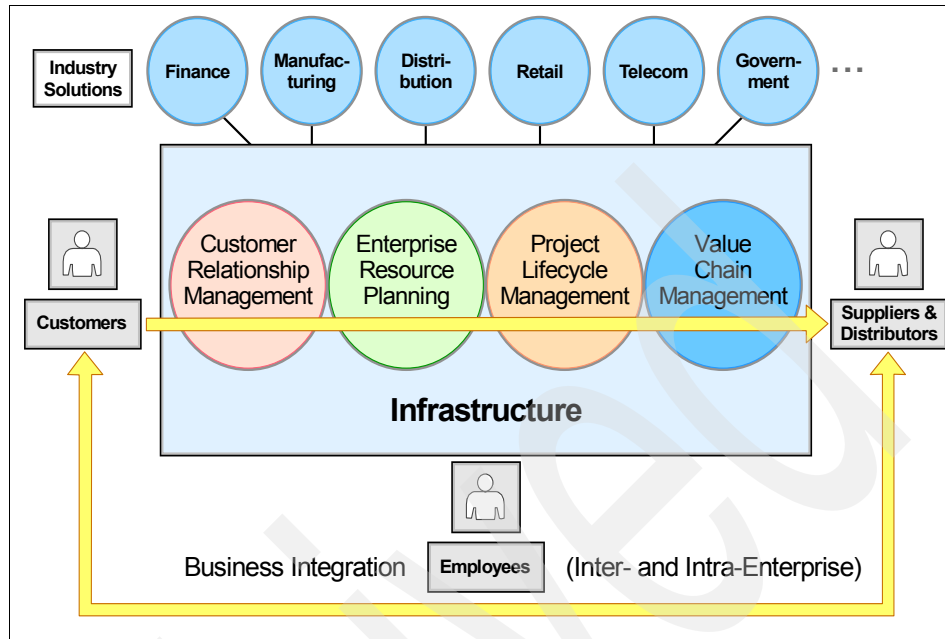 Industry
Solutions
Finance
Manufac-
turing
Distri-
bution
Retail
Telecom
Govern-
ment
...
Customer
Relationship
Management
Enterprise
Resource
Planning
Project
Lifecycle
Management
Value
Chain
Management
Customers
Suppliers &
Distributors
Infrastructure
Business Integration
Employees
(Inter- and Intra-Enterprise)